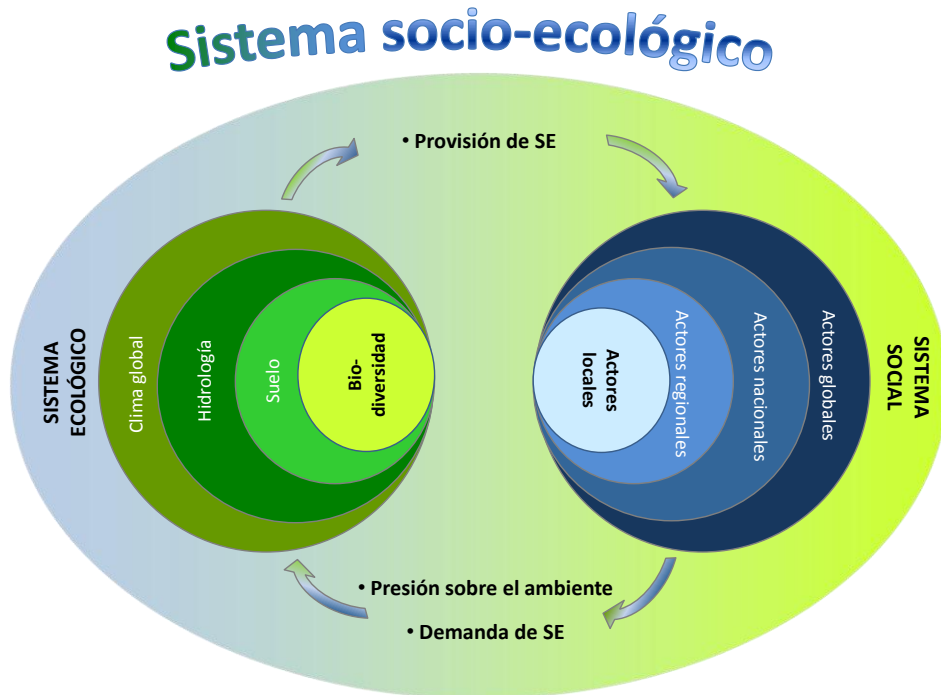 Sistema socio-ecológico
• Provisión de SE
SISTEMA
ECOLÓGICO
Clima global
Hidrología
Suelo
Bio-
diversidad
Actores
locales
Actores regionales
Actores nacionales
Actores globales
SISTEMA
SOCIAL
• Presión sobre el ambiente
• Demanda de SE